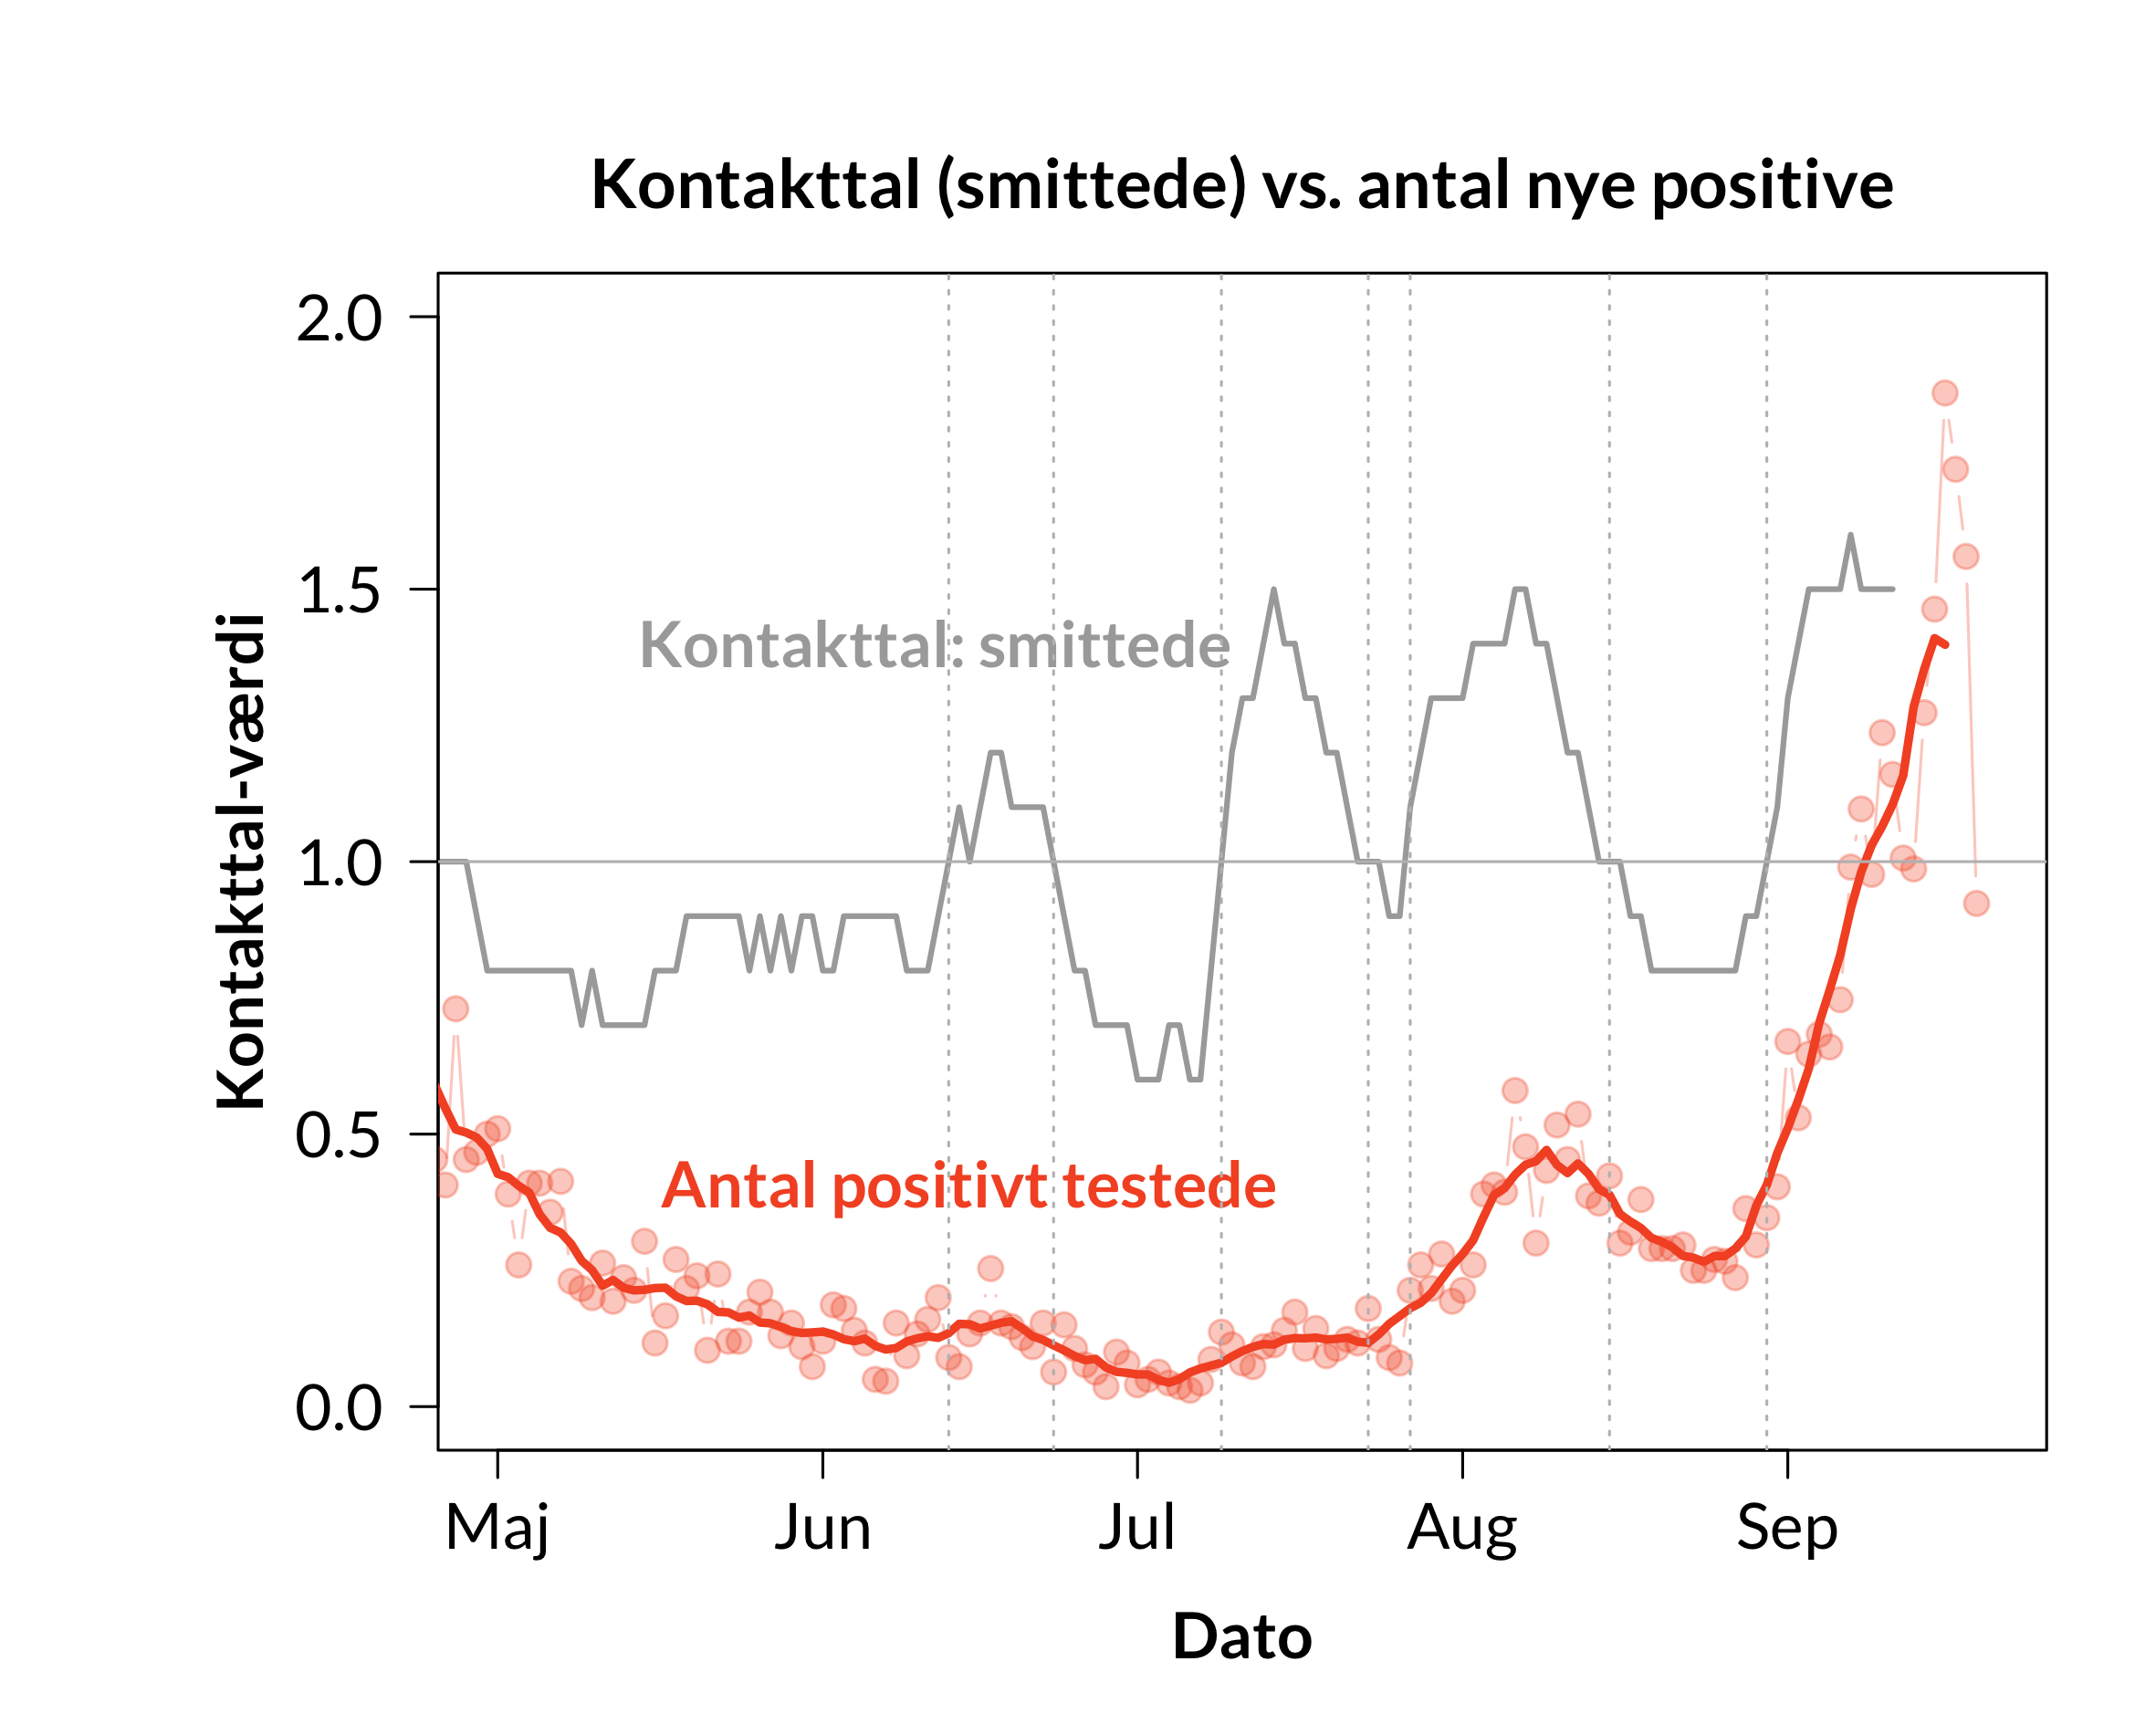 Kontakttal (smittede) vs. antal nye positive
Kontakttal-værdi
2.0
1.5
1.0
0.5
0.0
Kontakttal: smittede
Antal positivt testede
Maj Jun Jul Aug Sep
Dato